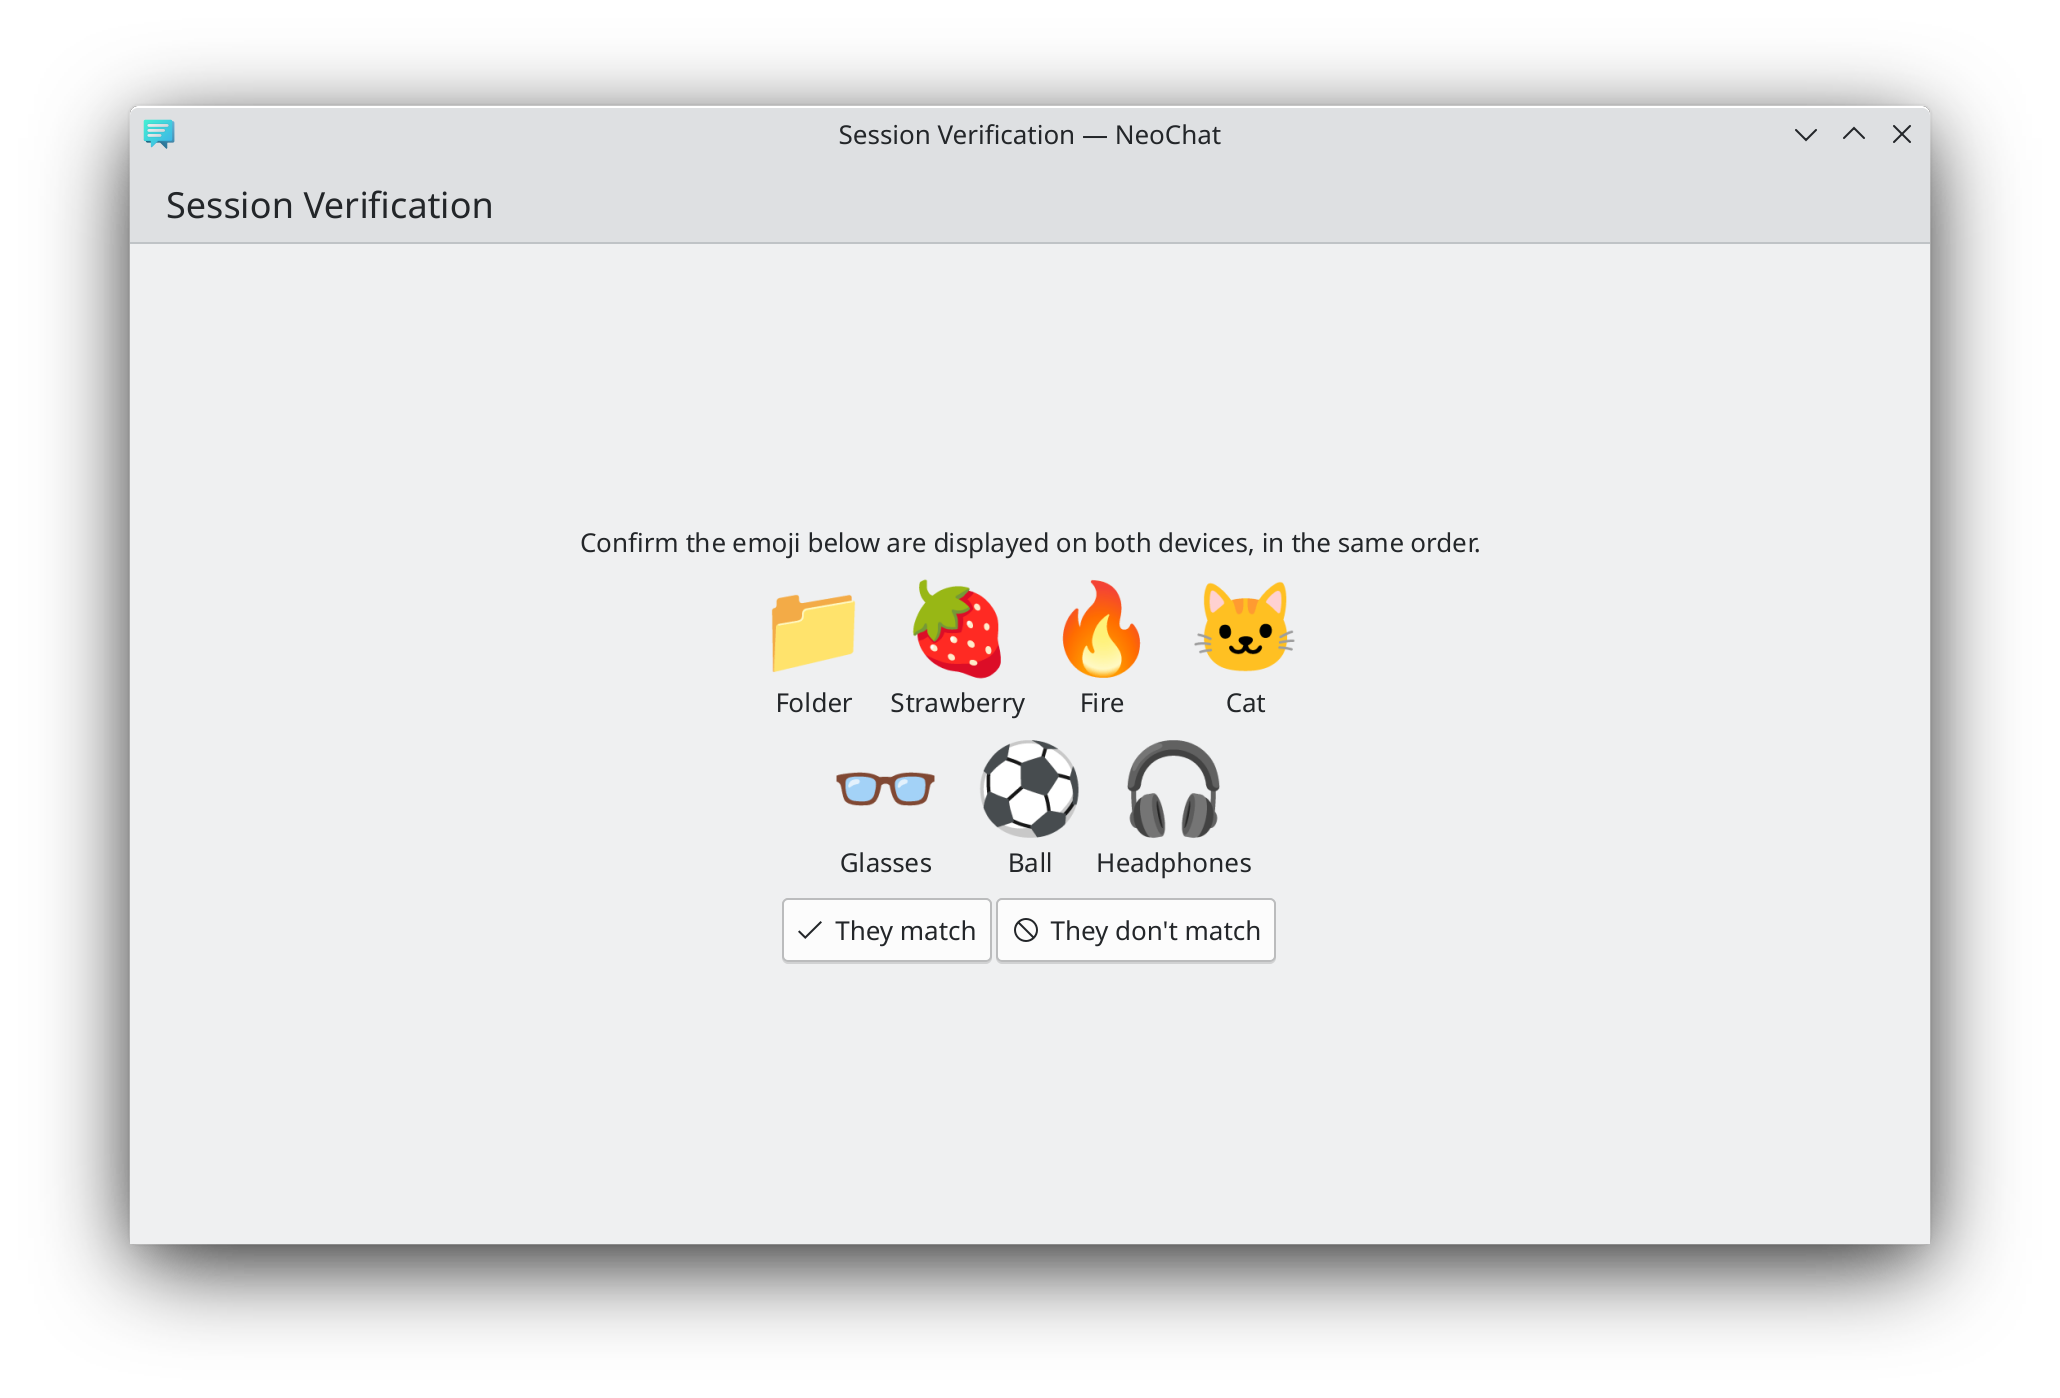 Session Verification — NeoChat
Session Verification
Confirm the emoji below are displayed on both devices, in the same order.
Folder Strawberry Fire Cat
Glasses Ball Headphones
They match They don't match